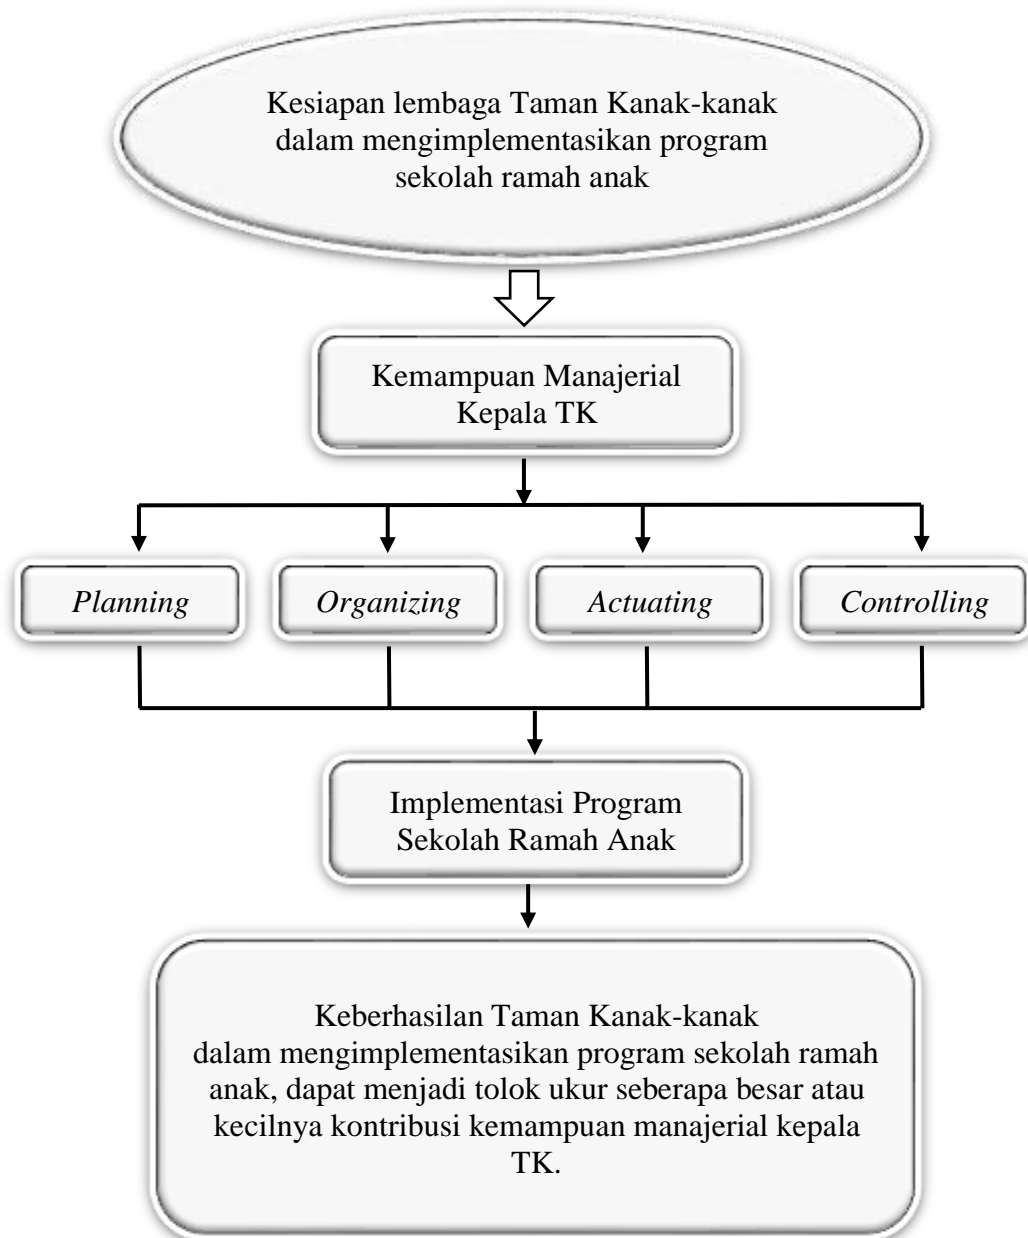 Kesiapan lembaga Taman Kanak-kanak
dalam mengimplementasikan program
sekolah ramah anak
Kemampuan Manajerial
Kepala TK
Planning
Organizing
Actuating
Controlling
Implementasi Program
Sekolah Ramah Anak
Keberhasilan Taman Kanak-kanak
dalam mengimplementasikan program sekolah ramah
anak, dapat menjadi tolok ukur seberapa besar atau
kecilnya kontribusi kemampuan manajerial kepala
TK.